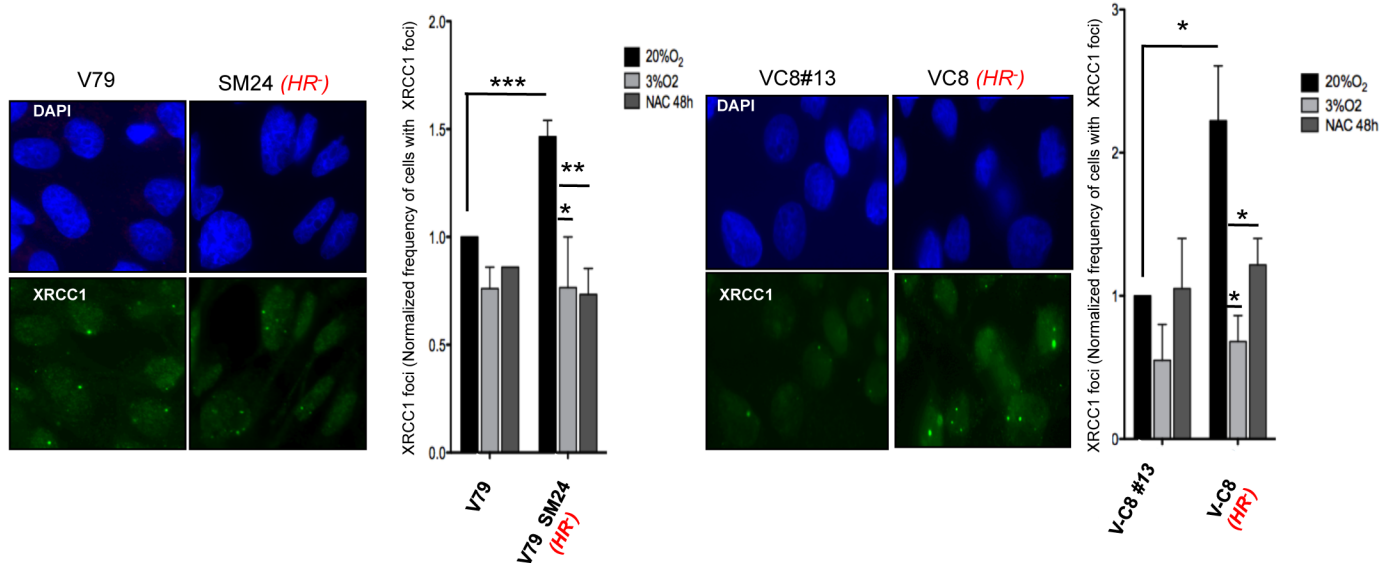 V79
SM24 (HR-)
DAPI
XRCC1
XRCC1 foci (Normalized frequency of cells with XRCC1 foci)
2.0
1.5
1.0
0.5
0.0
***
**
*
20%O₂
3%O2
NAC 48h
V79
V79 SM24
(HR-)
VC8#13
VC8 (HR-)
DAPI
XRCC1
XRCC1 foci (Normalized frequency of cells with XRCC1 foci)
3
2
1
0
*
*
*
20%O₂
3%O2
NAC 48h
V-C8 #13
V-C8
(HR-)